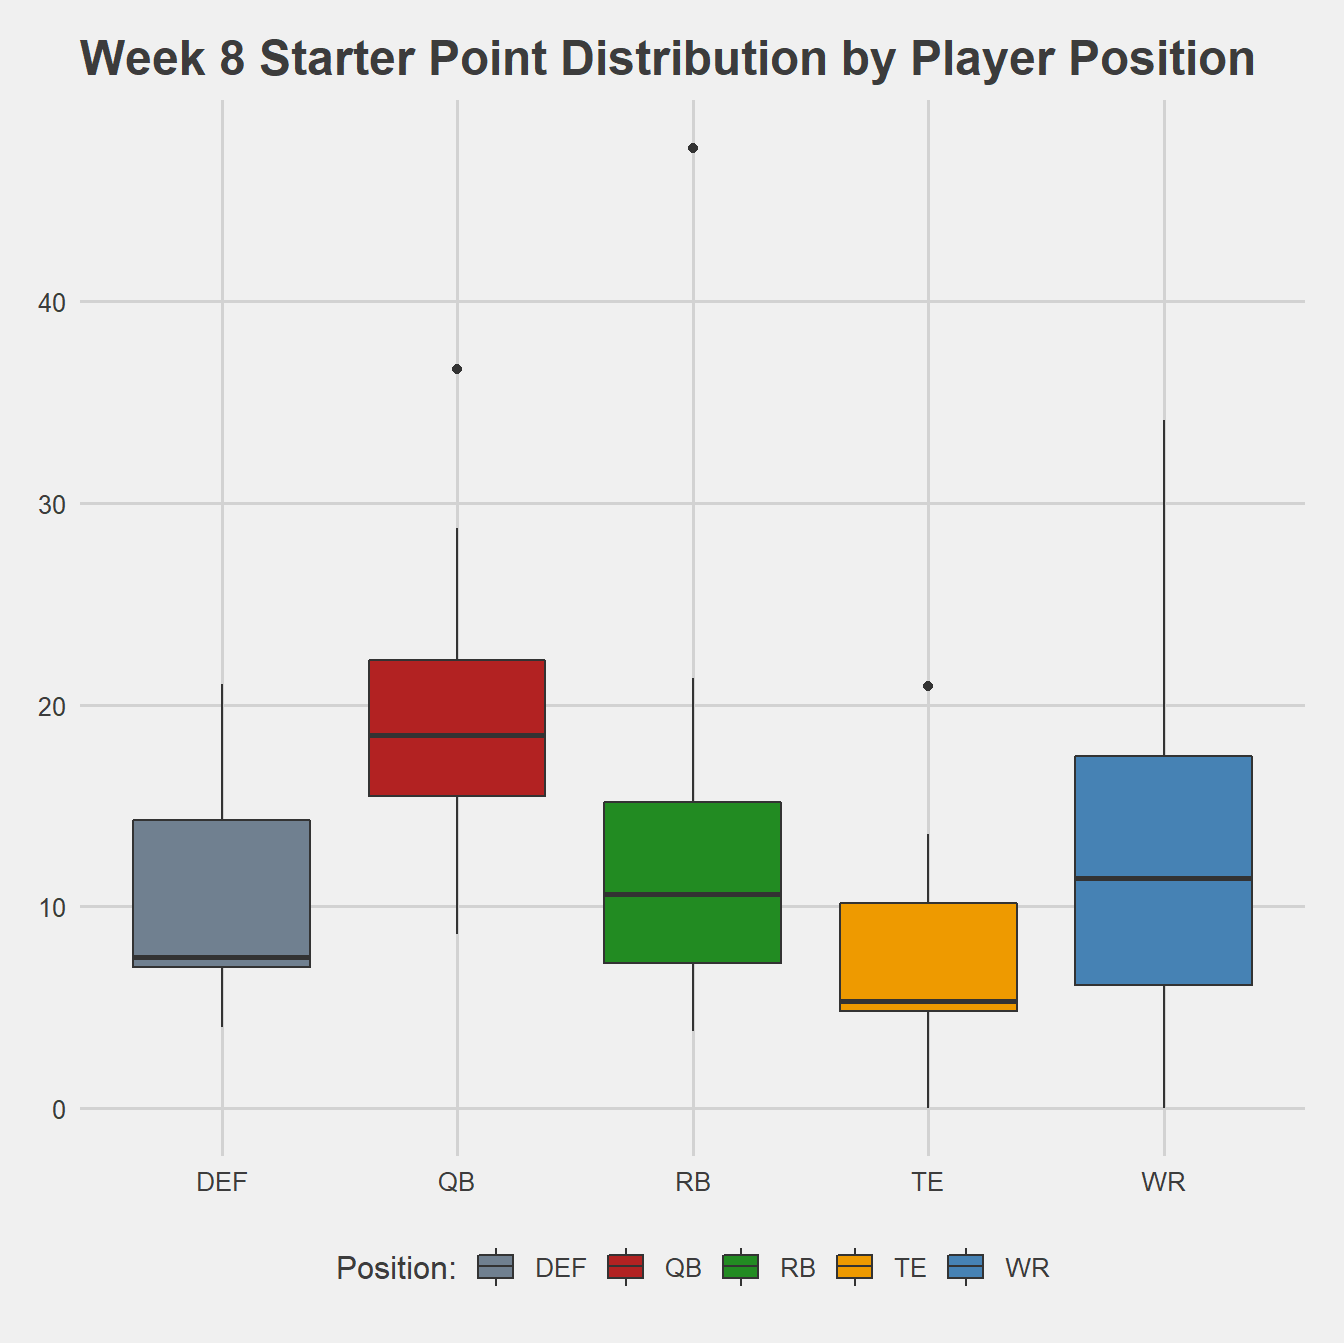 Week 8 Starter Point Distribution by Player Position
40
30
20
10
0
DEF QB RB TE WR
Position: DEF QB RB TE WR